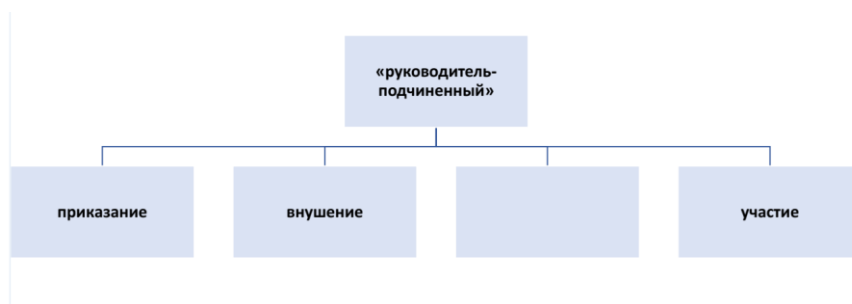 «руководитель-
подчиненный»
приказание
внушение
участие